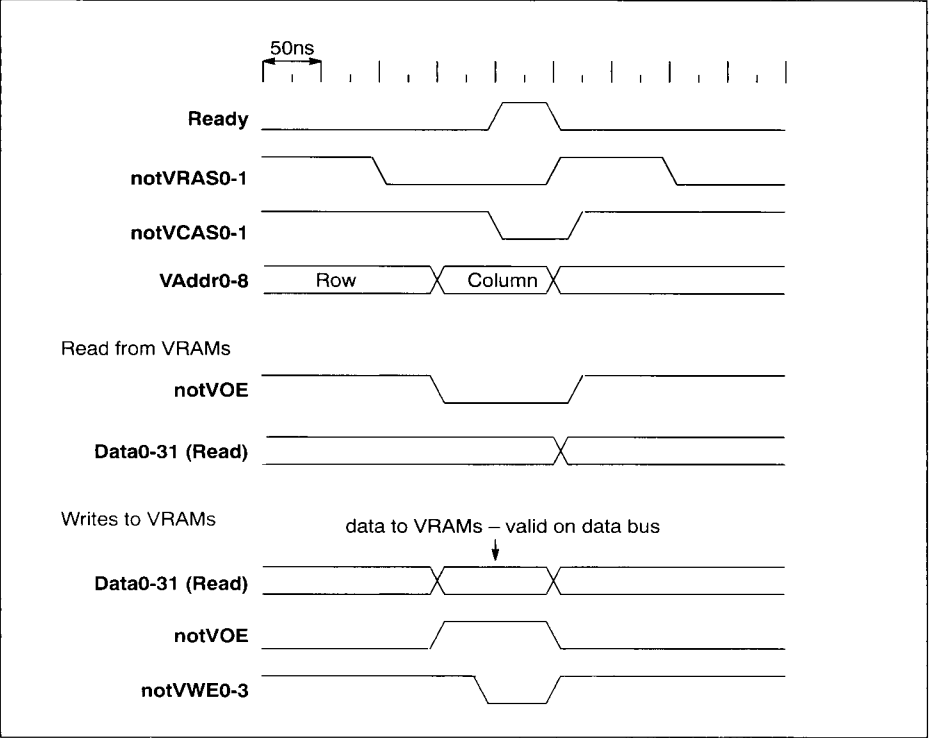 50ns
Ready
notVRAS0-1
notVCAS0-1
VAddr0-8 Row Column
Read from VRAMs
notVOE
Data0-31 (Read)
Writes to VRAMs
data to VRAMs – valid on data bus
Data0-31 (Read)
notVOE
notVWE0-3